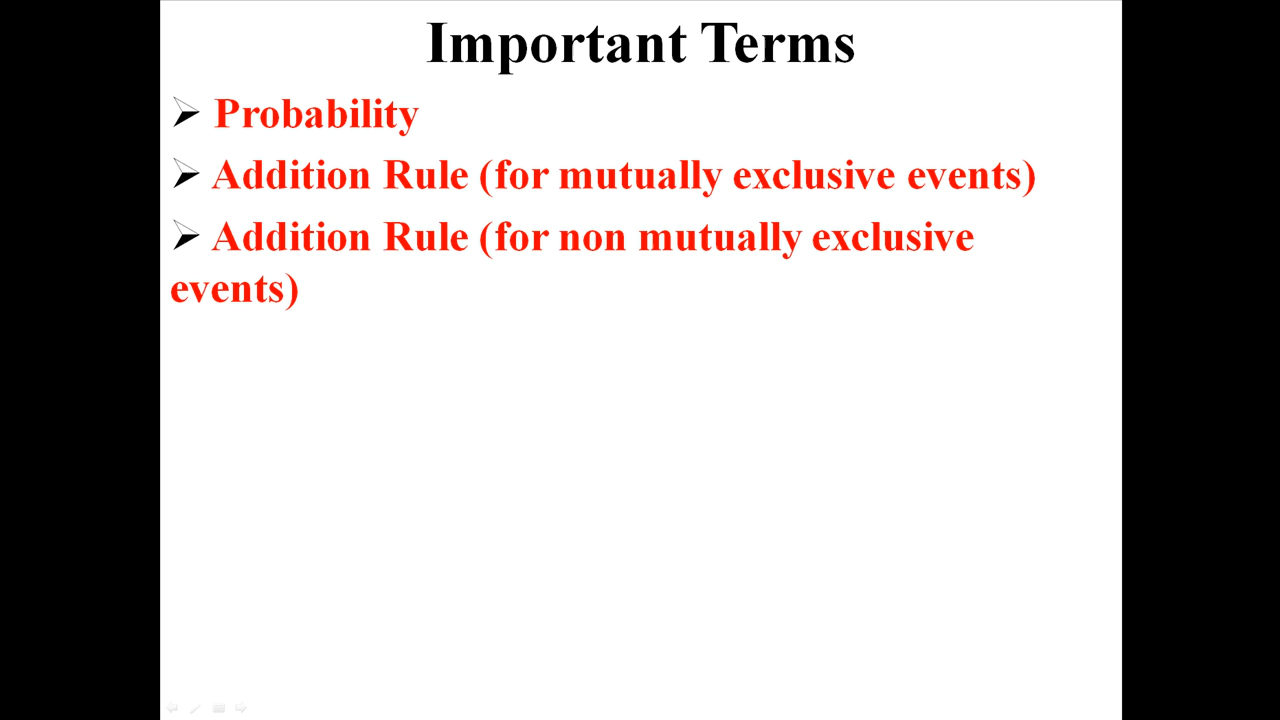 Important Terms
Probability
Addition Rule (for mutually exclusive events)
Addition Rule (for non mutually exclusive
events)